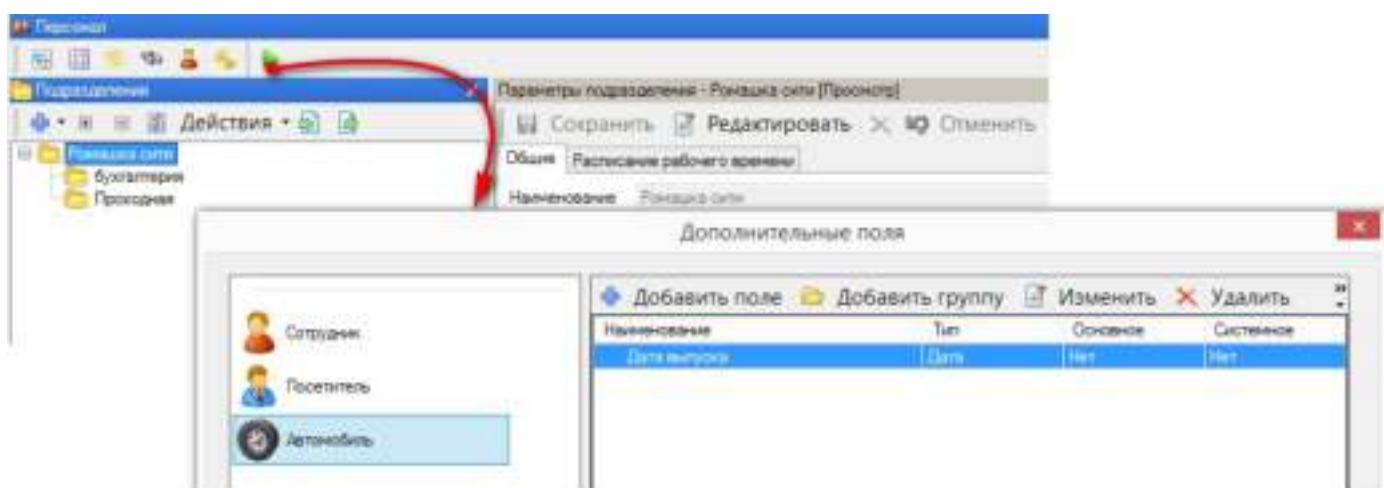 Персонал
Подразделения
Параметры подразделения - Ромашка сити [Просмотр]
Действия
Сохранить Редактировать Отменить
Ромашка сити
бухгалтерия
Проходная
Общие Расписание рабочего времени
Наименование Ромашка сити
Дополнительные поля
Добавить поле Добавить группу Изменить Удалить
Наименование Тип Основное Системное
Дата выпуска Дата Нет Нет
Сотрудник
Посетитель
Автомобиль